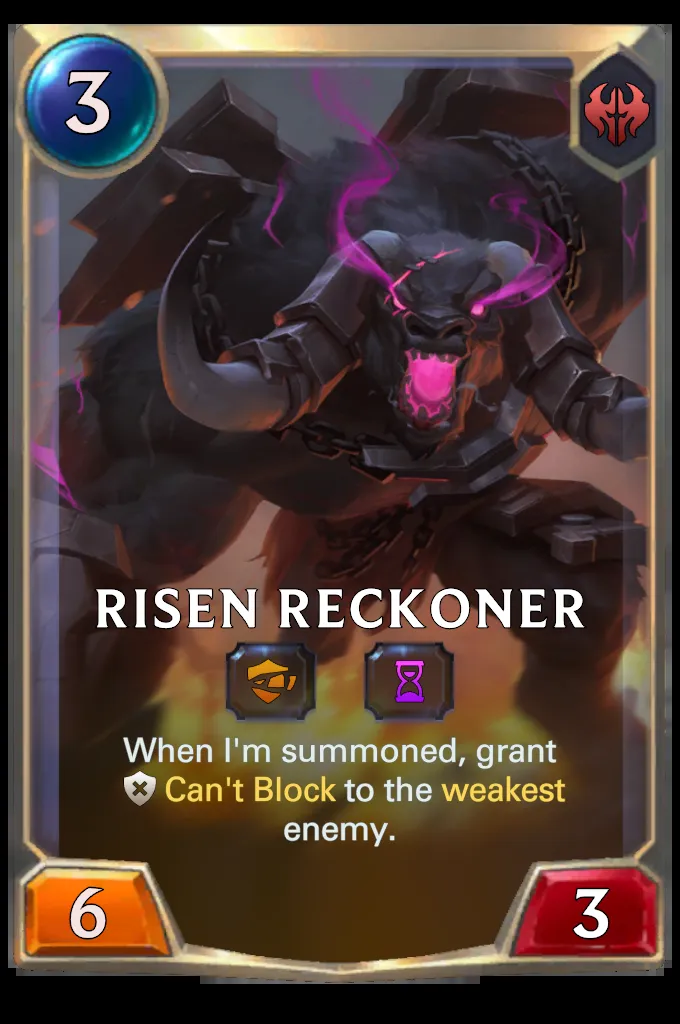 3
RISEN RECKONER
When I'm summoned, grant
Can't Block to the weakest
enemy.
6
3